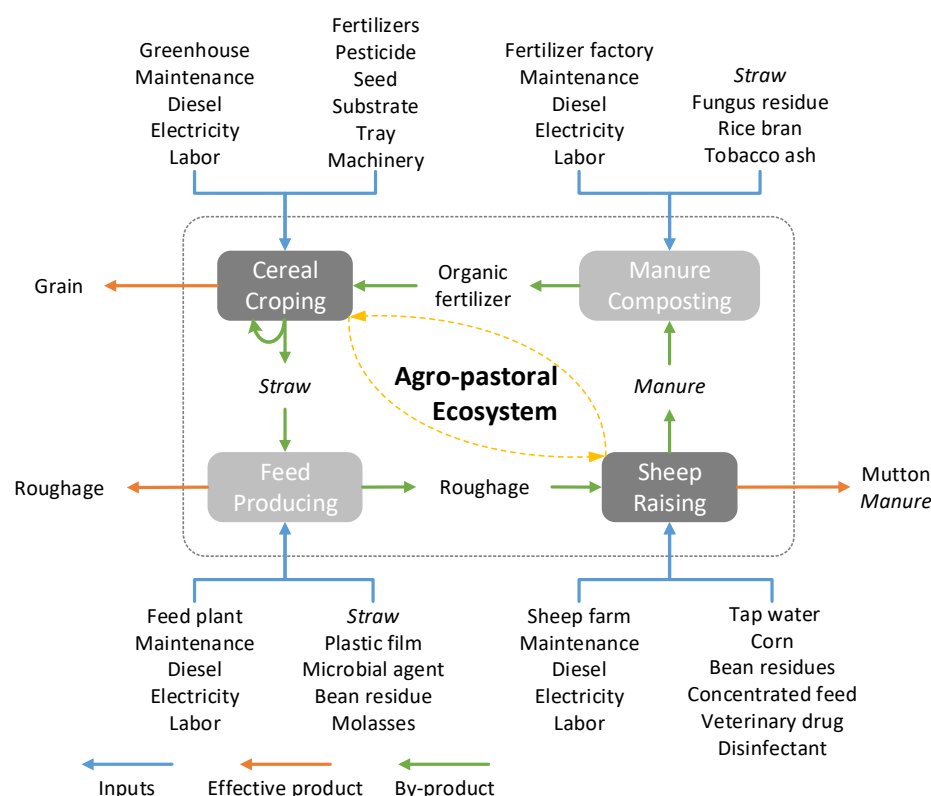 Greenhouse
Maintenance
Diesel
Electricity
Labor
Fertilizers
Pesticide
Seed
Substrate
Tray
Machinery
Fertilizer factory
Maintenance
Diesel
Electricity
Labor
Straw
Fungus residue
Rice bran
Tobacco ash
Grain
Cereal
Croping
Organic
fertilizer
Manure
Composting
Straw
Agro-pastoral
Ecosystem
Manure
Roughage
Feed
Producing
Roughage
Sheep
Raising
Mutton
Manure
Feed plant
Maintenance
Diesel
Electricity
Labor
Straw
Plastic film
Microbial agent
Bean residue
Molasses
Sheep farm
Maintenance
Diesel
Electricity
Labor
Tap water
Corn
Bean residues
Concentrated feed
Veterinary drug
Disinfectant
Inputs
Effective product
By-product